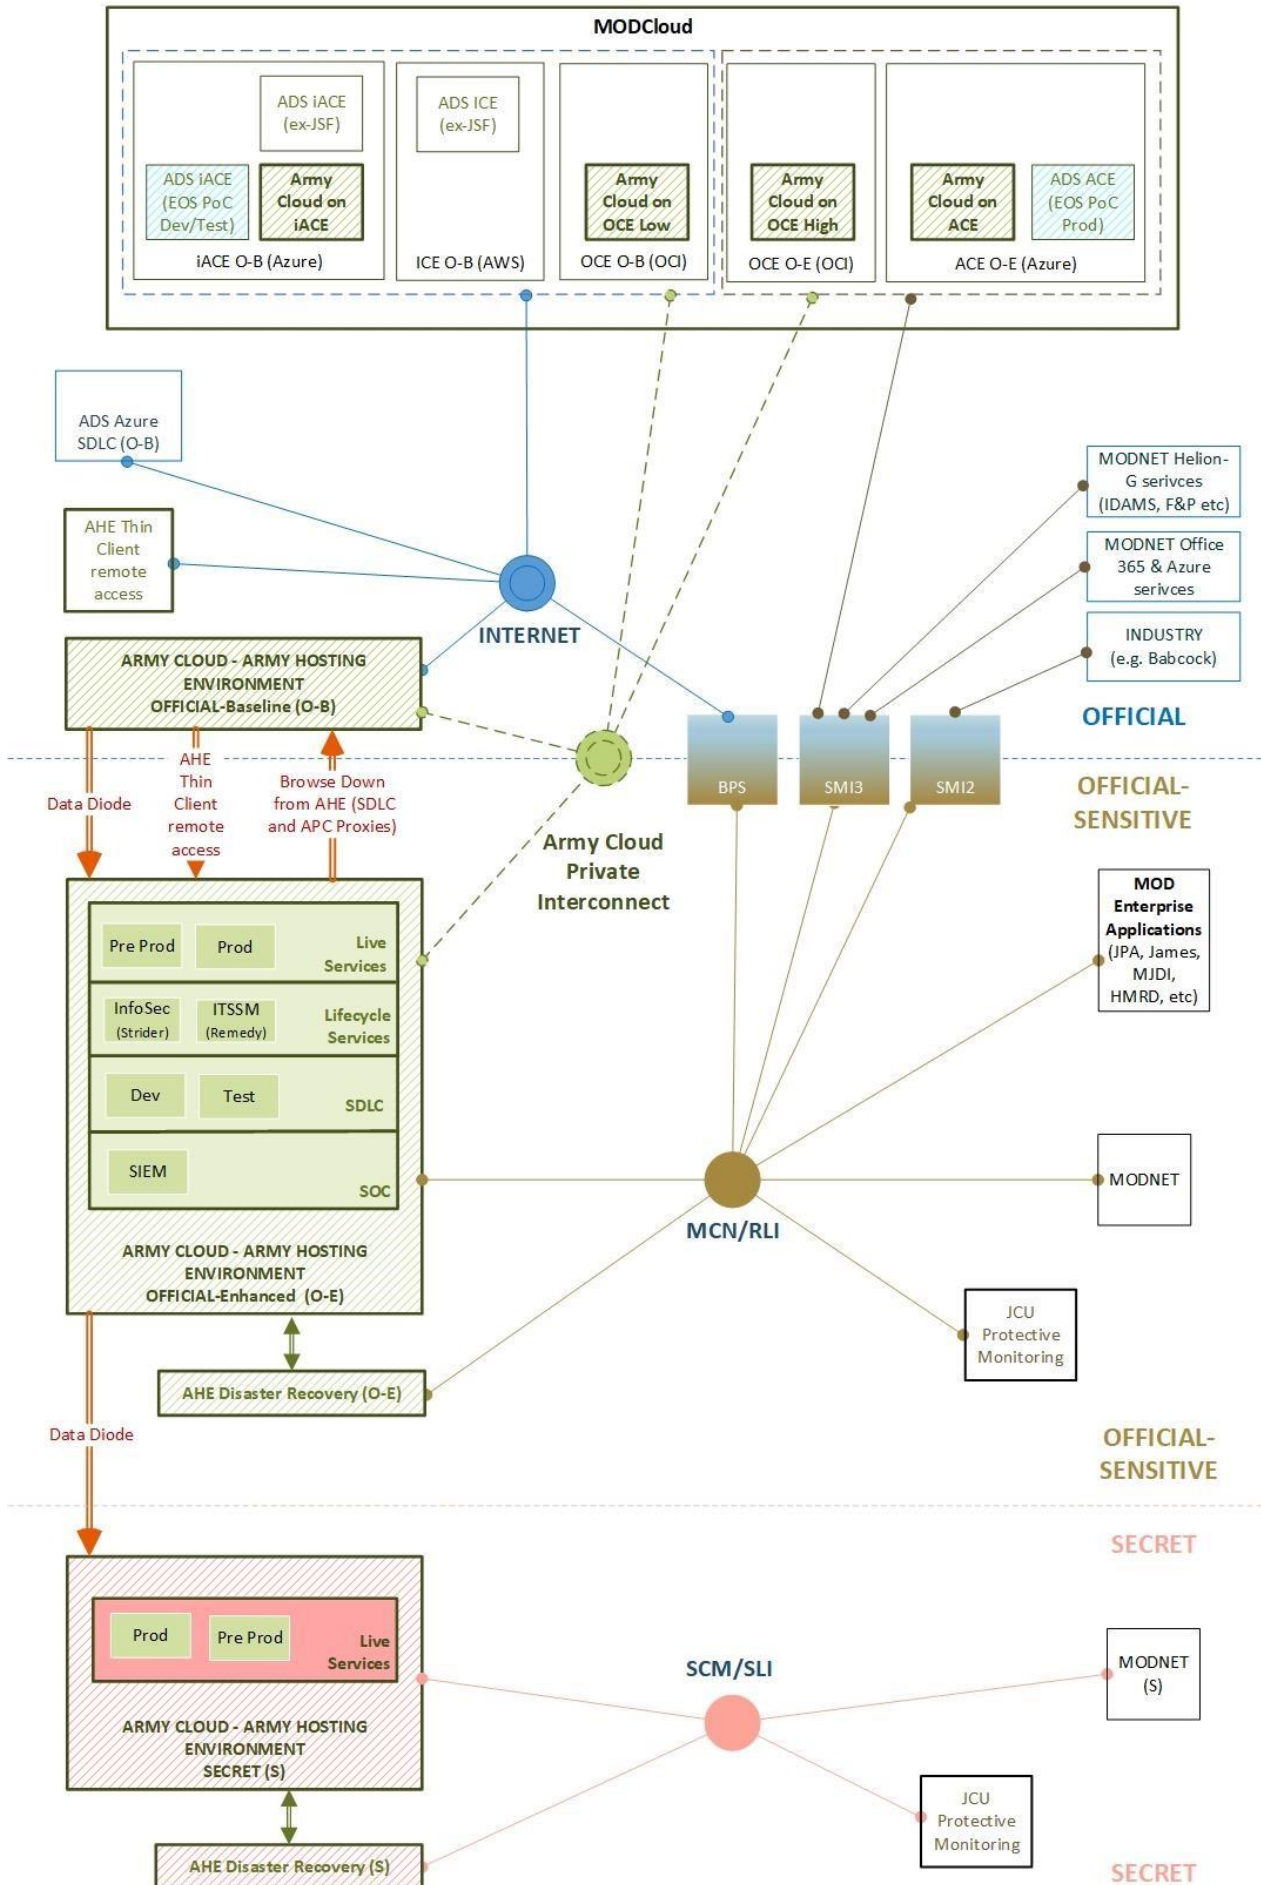 MODCloud
ADS iACE
(ex-JSF)
ADS ICE
(ex-JSF)
ADS iACE
(EOS PoC
Dev/Test)
Army
Cloud on
iACE
Army
Cloud on
OCE Low
Army
Cloud on
OCE High
Army
Cloud on
ACE
ADS ACE
(EOS PoC
Prod)
iACE O-B (Azure)
ICE O-B (AWS)
OCE O-B (OCI)
OCE O-E (OCI)
ACE O-E (Azure)
ADS Azure
SDLC (O-B)
MODNET Helion-
G serivces
(IDAMS, F&P etc)
AHE Thin
Client
remote
access
MODNET Office
365 & Azure
serivces
INTERNET
INDUSTRY
(e.g. Babcock)
ARMY CLOUD - ARMY HOSTING
ENVIRONMENT
OFFICIAL-Baseline (O-B)
OFFICIAL
AHE
Thin
Client
remote
access
Data Diode
Browse Down
from AHE (SDLC
and APC Proxies)
BPS
SMI3
SMI2
OFFICIAL-
SENSITIVE
Army Cloud
Private
Interconnect
MOD
Enterprise
Applications
(JPA, James,
MJDI,
HMRD, etc)
Pre Prod
Prod
Live
Services
InfoSec
(Strider)
ITSSM
(Remedy)
Lifecycle
Services
Dev
Test
SDLC
SIEM
SOC
MODNET
MCN/RLI
ARMY CLOUD - ARMY HOSTING
ENVIRONMENT
OFFICIAL-Enhanced (O-E)
JCU
Protective
Monitoring
AHE Disaster Recovery (O-E)
Data Diode
OFFICIAL-
SENSITIVE
SECRET
Prod
Pre Prod
Live
Services
SCM/SLI
MODNET
(S)
ARMY CLOUD - ARMY HOSTING
ENVIRONMENT
SECRET (S)
JCU
Protective
Monitoring
AHE Disaster Recovery (S)
SECRET